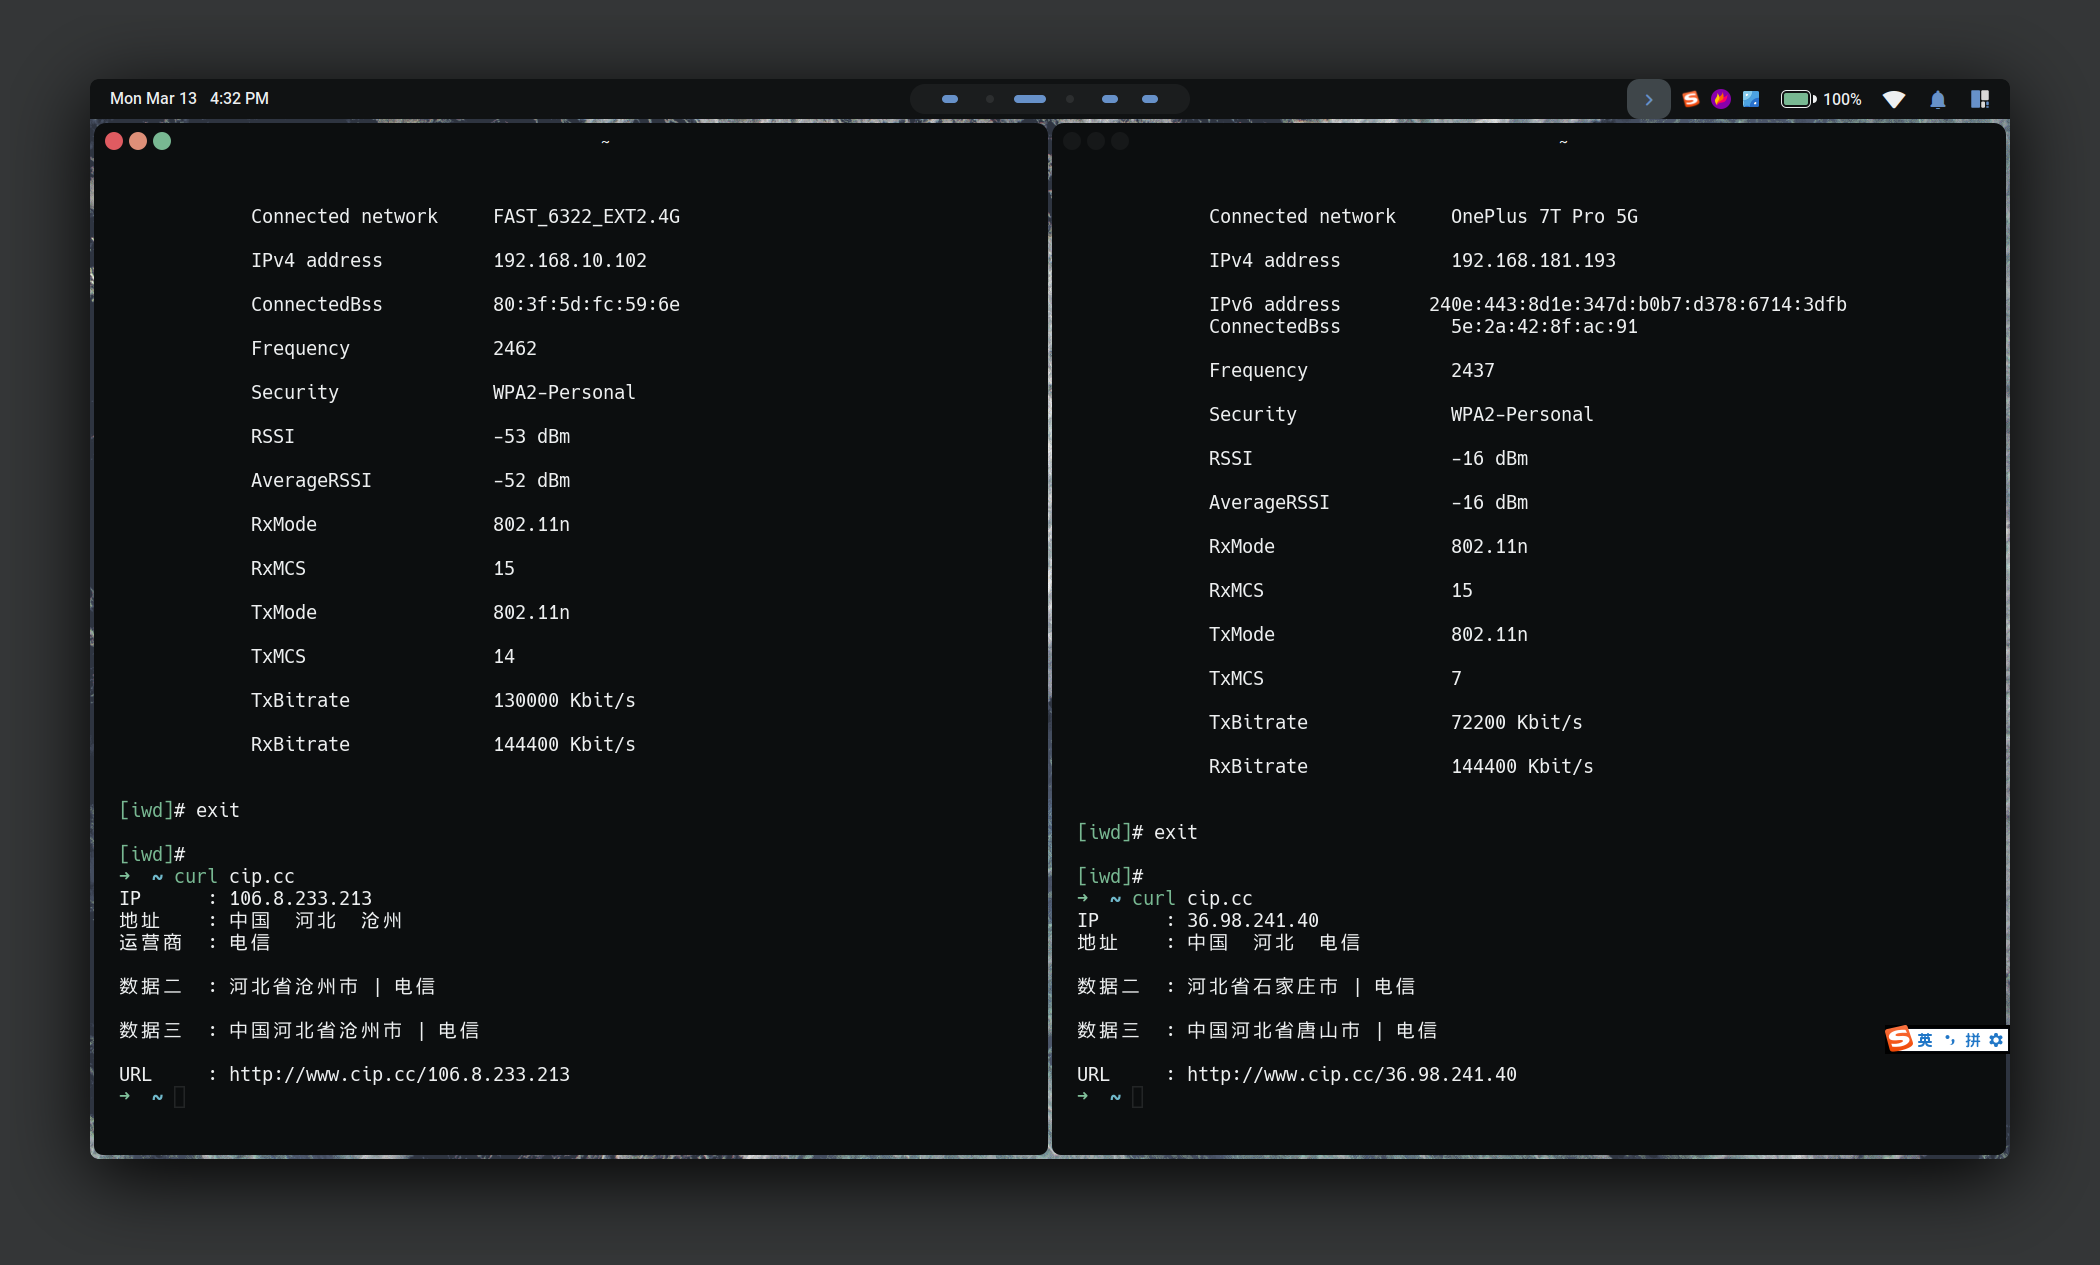 Mon Mar 13 4:32 PM
100%
~
Connected network FAST_6322_EXT2.4G
IPv4 address 192.168.10.102
ConnectedBss 80:3f:5d:fc:59:6e
Frequency 2462
Security WPA2-Personal
RSSI -53 dBm
AverageRSSI -52 dBm
RxMode 802.11n
RxMCS 15
TxMode 802.11n
TxMCS 14
TxBitrate 130000 Kbit/s
RxBitrate 144400 Kbit/s
[iwd]# exit
[iwd]#
→ ~ curl cip.cc
IP : 106.8.233.213
地址 : 中国 河北 沧州
运营商 : 电信
数据二 : 河北省沧州市 | 电信
数据三 : 中国河北省沧州市 | 电信
URL : http://www.cip.cc/106.8.233.213
→ ~
~
Connected network OnePlus 7T Pro 5G
IPv4 address 192.168.181.193
IPv6 address 240e:443:8d1e:347d:b0b7:d378:6714:3dfb
ConnectedBss 5e:2a:42:8f:ac:91
Frequency 2437
Security WPA2-Personal
RSSI -16 dBm
AverageRSSI -16 dBm
RxMode 802.11n
RxMCS 15
TxMode 802.11n
TxMCS 7
TxBitrate 72200 Kbit/s
RxBitrate 144400 Kbit/s
[iwd]# exit
[iwd]#
→ ~ curl cip.cc
IP : 36.98.241.40
地址 : 中国 河北 电信
数据二 : 河北省石家庄市 | 电信
数据三 : 中国河北省唐山市 | 电信
URL : http://www.cip.cc/36.98.241.40
→ ~
S 英 拼